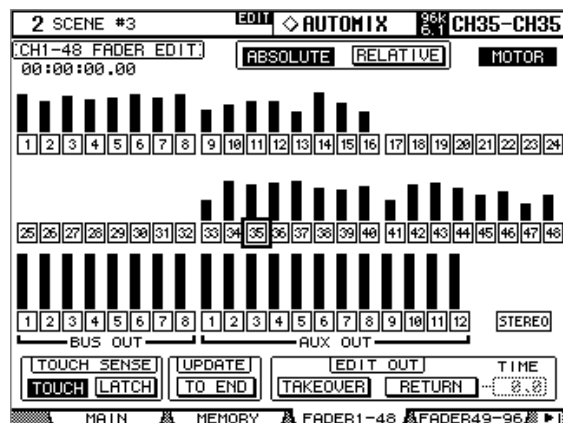 2 SCENE #3 EDIT ◇AUTOMIX 96K 6.1 CH35-CH35
CH1-48 FADER EDIT ABSOLUTE RELATIVE MOTOR
00:00:00.00
1 2 3 4 5 6 7 8 9 10 11 12 13 14 15 16 17 18 19 20 21 22 23 24
25 26 27 28 29 30 31 32 33 34 35 36 37 38 39 40 41 42 43 44 45 46 47 48
1 2 3 4 5 6 7 8 1 2 3 4 5 6 7 8 9 10 11 12 STEREO
BUS OUT AUX OUT
TOUCH SENSE UPDATE EDIT OUT TIME
TOUCH LATCH TO END TAKEOVER RETURN 0.0
MAIN MEMORY FADER1-48 FADER49-96